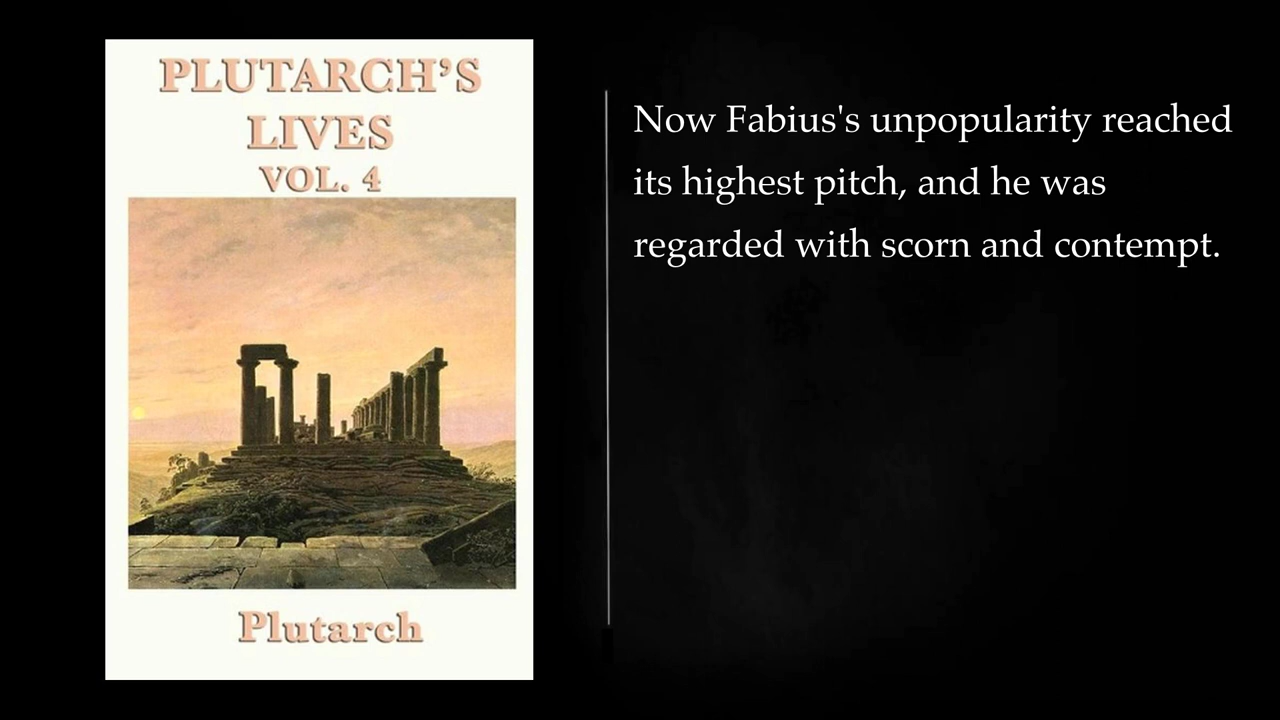 PLUTARCH'S
LIVES
VOL. 4
Plutarch
Now Fabius's unpopularity reached
its highest pitch, and he was
regarded with scorn and contempt.